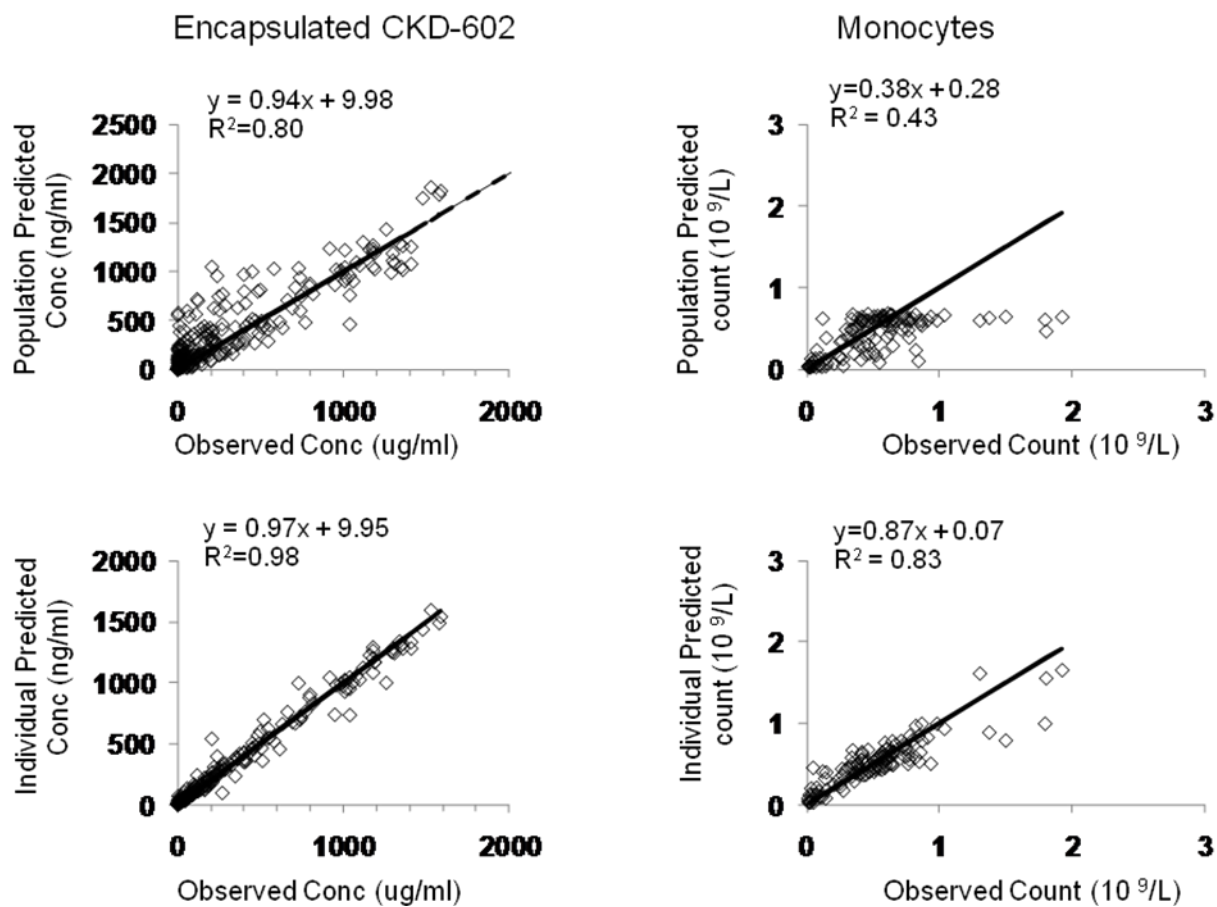 Encapsulated CKD-602
Monocytes
y = 0.94x + 9.98
R²=0.80
Population Predicted
Conc (ng/ml)
2500
2000
1500
1000
500
0
0
1000
2000
Observed Conc (ug/ml)
y=0.38x + 0.28
R² = 0.43
Population Predicted
count (10 ⁹/L)
3
2
1
0
0
1
2
3
Observed Count (10 ⁹/L)
y = 0.97x + 9.95
R²=0.98
Individual Predicted
Conc (ng/ml)
2000
1500
1000
500
0
0
1000
2000
Observed Conc (ug/ml)
y=0.87x + 0.07
R² = 0.83
Individual Predicted
count (10 ⁹/L)
3
2
1
0
0
1
2
3
Observed Count (10 ⁹/L)